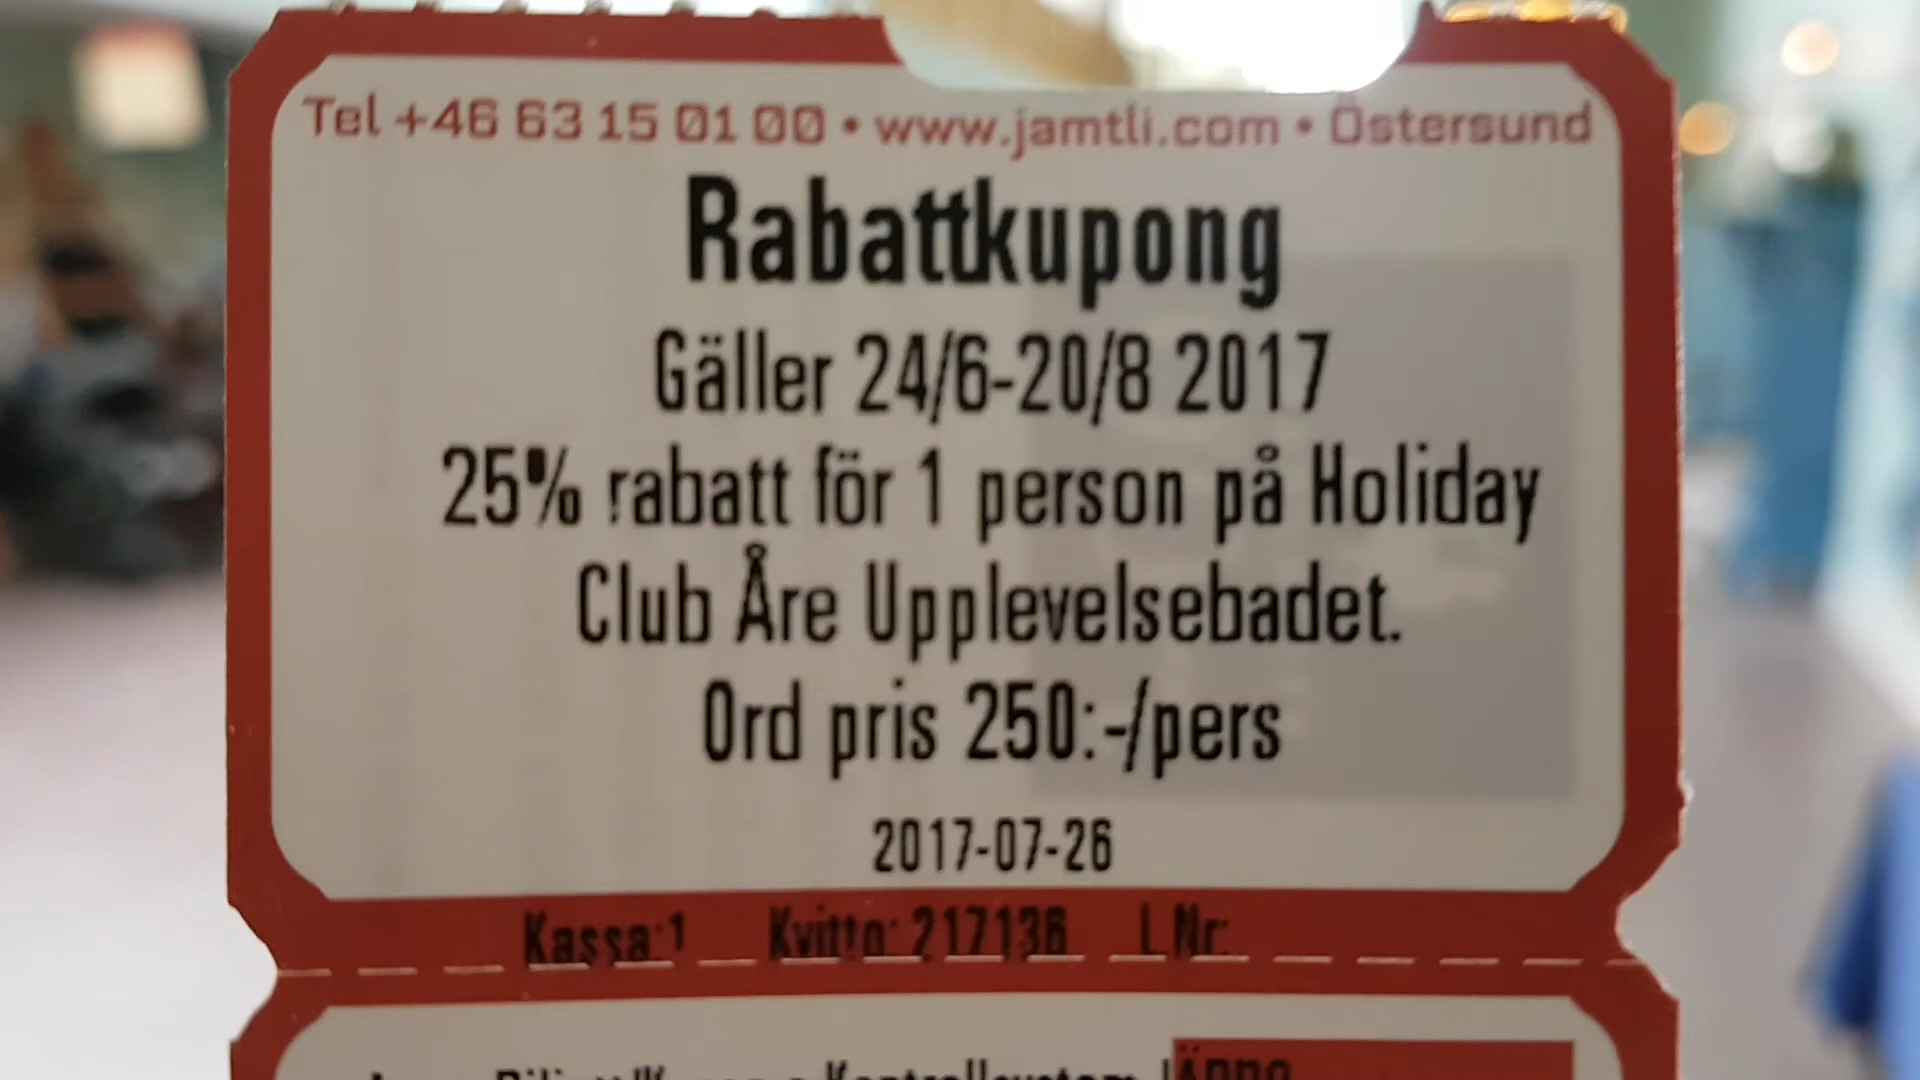 Tel +46 63 15 01 00 • www.jamtli.com • Östersund
Rabattkupong
Gäller 24/6-20/8 2017
25% rabatt för 1 person på Holiday
Club Åre Upplevelsebadet.
Ord pris 250:-/pers
2017-07-26
Kassa:1 Kvitto: 217136 L Nr: